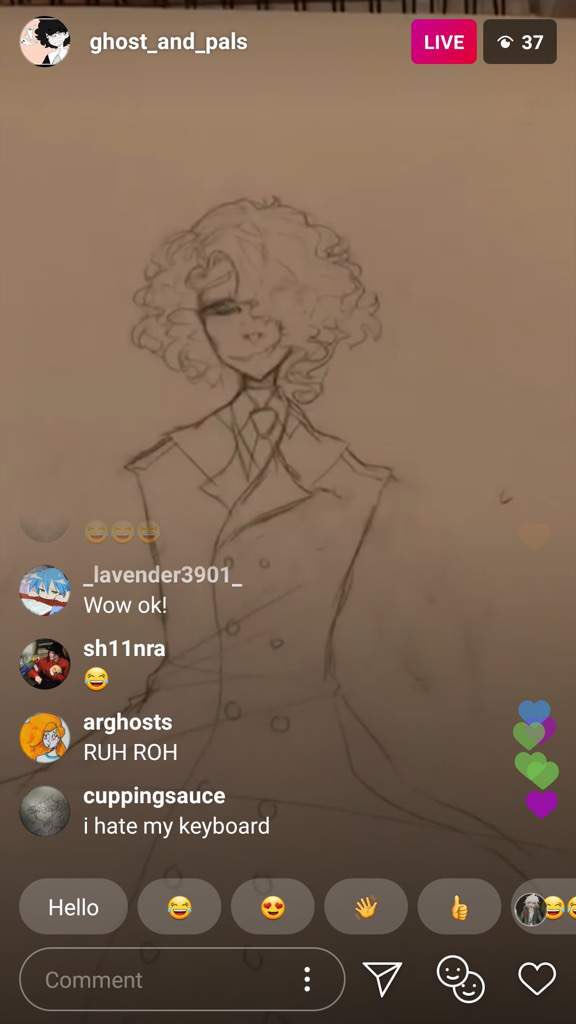 ghost_and_pals
LIVE
37
😂😂😂
_lavender3901_
Wow ok!
sh11nra
😂
arghosts
RUH ROH
cuppingsauce
i hate my keyboard
Hello 😂 😍 👋 👍
Comment